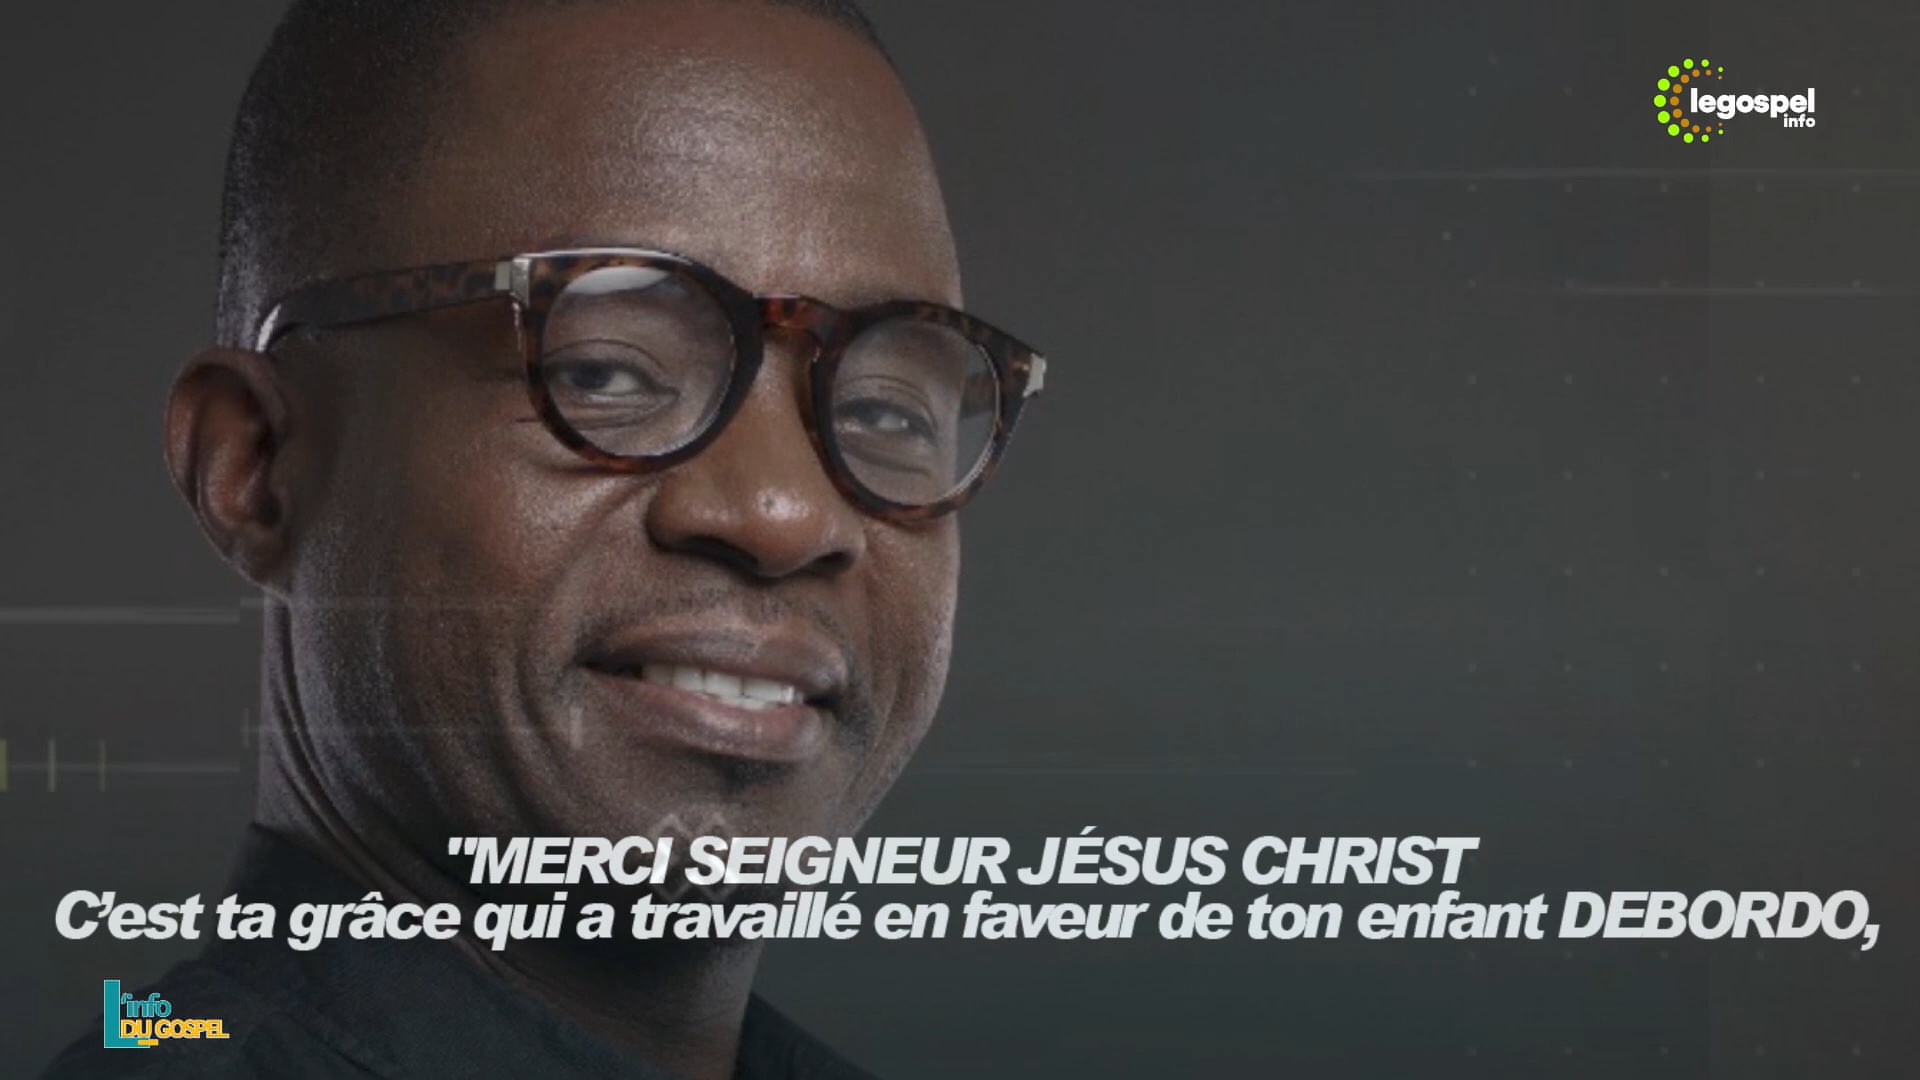 legospel
info
"MERCI SEIGNEUR JÉSUS CHRIST
C'est ta grâce qui a travaillé en faveur de ton enfant DEBORDO,
L'info
DU GOSPEL